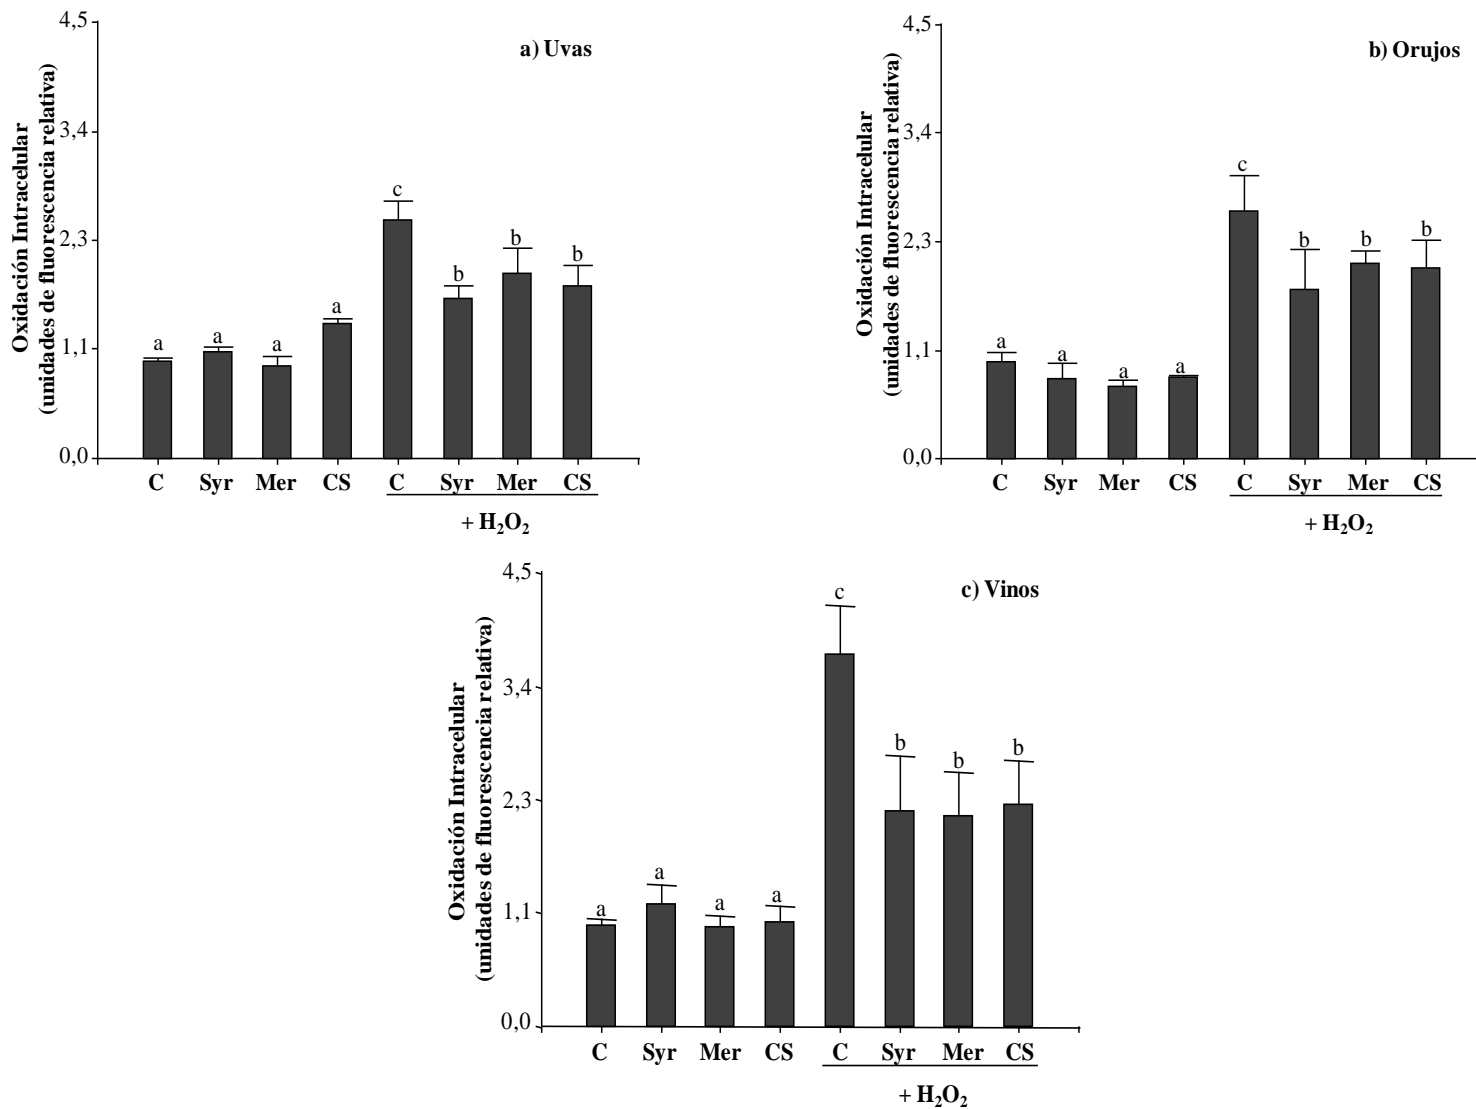 a) Uvas
Oxidación Intracelular
(unidades de fluorescencia relativa)
4,5
3,4
2,3
1,1
0,0
a a a a c b b b
C Syr Mer CS C Syr Mer CS
+ H₂O₂
b) Orujos
Oxidación Intracelular
(unidades de fluorescencia relativa)
4,5
3,4
2,3
1,1
0,0
a a a a c b b b
C Syr Mer CS C Syr Mer CS
+ H₂O₂
c) Vinos
Oxidación Intracelular
(unidades de fluorescencia relativa)
4,5
3,4
2,3
1,1
0,0
a a a a c b b b
C Syr Mer CS C Syr Mer CS
+ H₂O₂